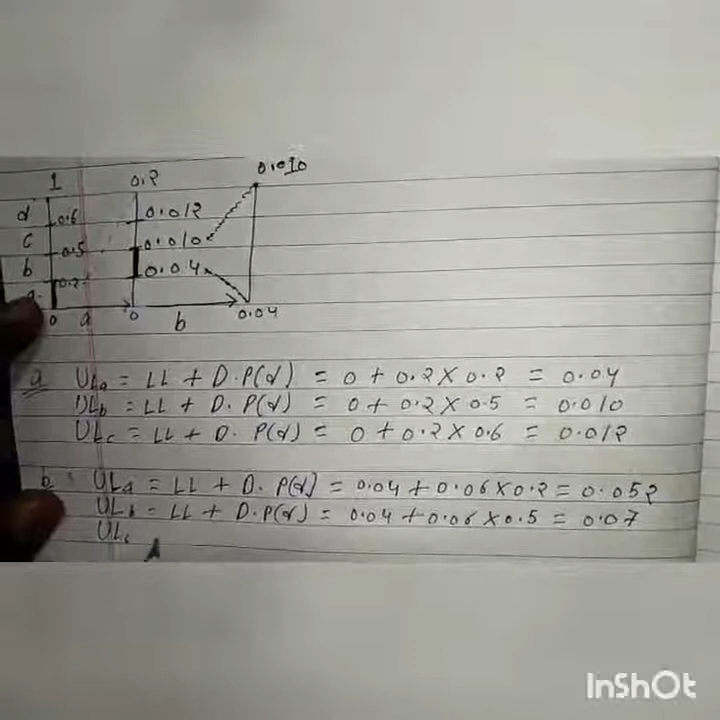 1 0.2 0.010
d 0.6 0.012
c 0.5 0.010
b 0.2 0.04
a
0 a 0 b 0.04
a ULa = LL + D.P(d) = 0 + 0.2 X 0.2 = 0.04
ULb = LL + D. P(d) = 0 + 0.2 X 0.5 = 0.010
ULc = LL + D. P(d) = 0 + 0.2 X 0.6 = 0.012
b ULa = LL + D. P(d) = 0.04 + 0.06 X 0.2 = 0.052
ULb = LL + D.P(d) = 0.04 + 0.06 X 0.5 = 0.07
ULc
InShOt